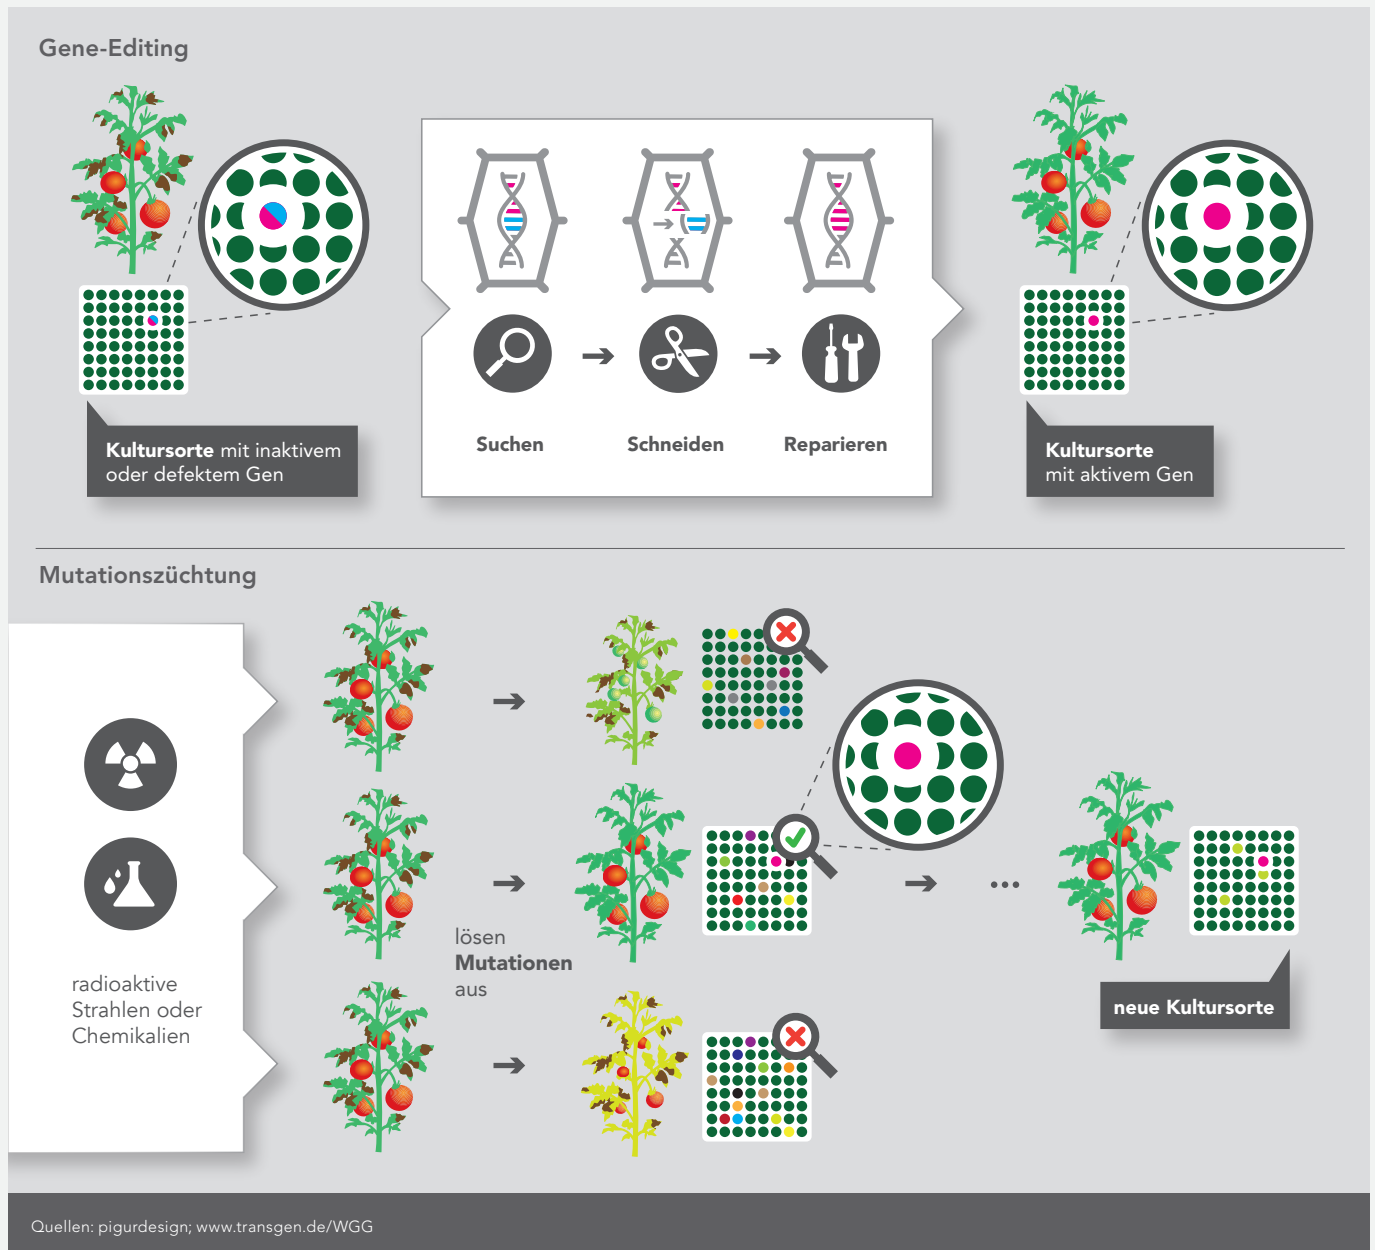 Gene-Editing
Suchen
Schneiden
Reparieren
Kultursorte mit inaktivem
oder defektem Gen
Kultursorte
mit aktivem Gen
Mutationszüchtung
radioaktive
Strahlen oder
Chemikalien
lösen
Mutationen
aus
...
neue Kultursorte
Quellen: pigurdesign; www.transgen.de/WGG